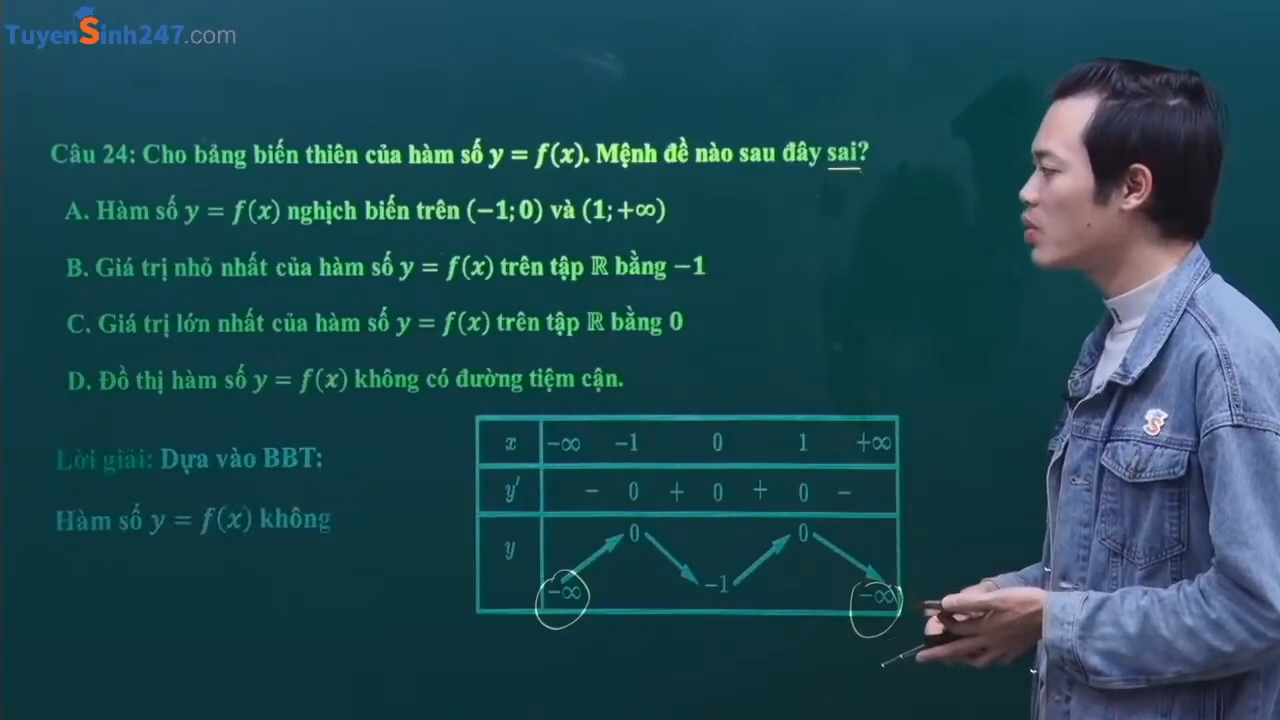 TuyenSinh247.com
Câu 24: Cho bảng biến thiên của hàm số y = f(x). Mệnh đề nào sau đây sai?
A. Hàm số y = f(x) nghịch biến trên (−1; 0) và (1; +∞)
B. Giá trị nhỏ nhất của hàm số y = f(x) trên tập ℝ bằng −1
C. Giá trị lớn nhất của hàm số y = f(x) trên tập ℝ bằng 0
D. Đồ thị hàm số y = f(x) không có đường tiệm cận.
Lời giải: Dựa vào BBT:
Hàm số y = f(x) không
x −∞ −1 0 1 +∞
y′ − 0 + 0 + 0 −
0 0
y
−∞ −1 −∞
S